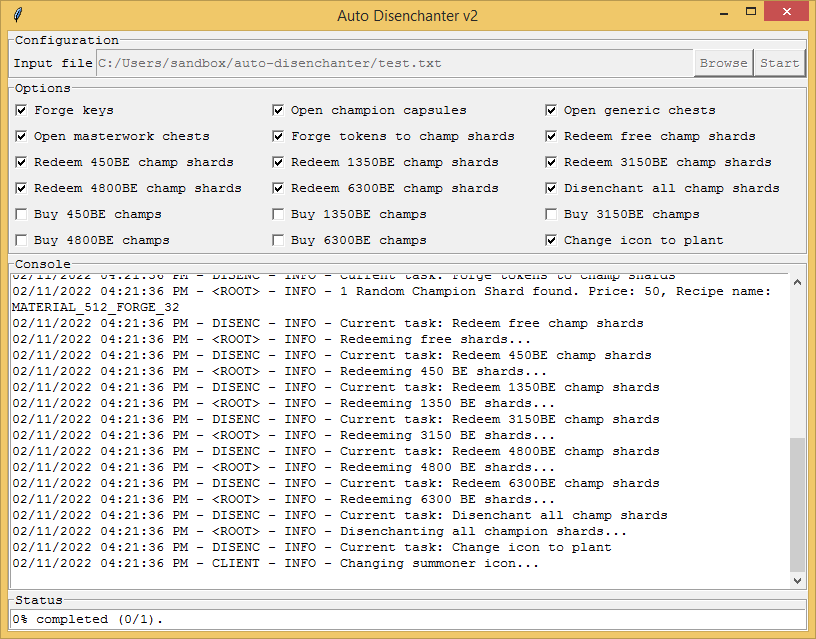 Auto Disenchanter v2
Configuration
Input file C:/Users/sandbox/auto-disenchanter/test.txt Browse Start
Options
Forge keys Open champion capsules Open generic chests
Open masterwork chests Forge tokens to champ shards Redeem free champ shards
Redeem 450BE champ shards Redeem 1350BE champ shards Redeem 3150BE champ shards
Redeem 4800BE champ shards Redeem 6300BE champ shards Disenchant all champ shards
Buy 450BE champs Buy 1350BE champs Buy 3150BE champs
Buy 4800BE champs Buy 6300BE champs Change icon to plant
Console
02/11/2022 04:21:36 PM - DISENC - INFO - Current task: Forge tokens to champ shards
02/11/2022 04:21:36 PM - <ROOT> - INFO - 1 Random Champion Shard found. Price: 50, Recipe name:
MATERIAL_512_FORGE_32
02/11/2022 04:21:36 PM - DISENC - INFO - Current task: Redeem free champ shards
02/11/2022 04:21:36 PM - <ROOT> - INFO - Redeeming free shards...
02/11/2022 04:21:36 PM - DISENC - INFO - Current task: Redeem 450BE champ shards
02/11/2022 04:21:36 PM - <ROOT> - INFO - Redeeming 450 BE shards...
02/11/2022 04:21:36 PM - DISENC - INFO - Current task: Redeem 1350BE champ shards
02/11/2022 04:21:36 PM - <ROOT> - INFO - Redeeming 1350 BE shards...
02/11/2022 04:21:36 PM - DISENC - INFO - Current task: Redeem 3150BE champ shards
02/11/2022 04:21:36 PM - <ROOT> - INFO - Redeeming 3150 BE shards...
02/11/2022 04:21:36 PM - DISENC - INFO - Current task: Redeem 4800BE champ shards
02/11/2022 04:21:36 PM - <ROOT> - INFO - Redeeming 4800 BE shards...
02/11/2022 04:21:36 PM - DISENC - INFO - Current task: Redeem 6300BE champ shards
02/11/2022 04:21:36 PM - <ROOT> - INFO - Redeeming 6300 BE shards...
02/11/2022 04:21:36 PM - DISENC - INFO - Current task: Disenchant all champ shards
02/11/2022 04:21:36 PM - <ROOT> - INFO - Disenchanting all champion shards...
02/11/2022 04:21:36 PM - DISENC - INFO - Current task: Change icon to plant
02/11/2022 04:21:36 PM - CLIENT - INFO - Changing summoner icon...
Status
0% completed (0/1).